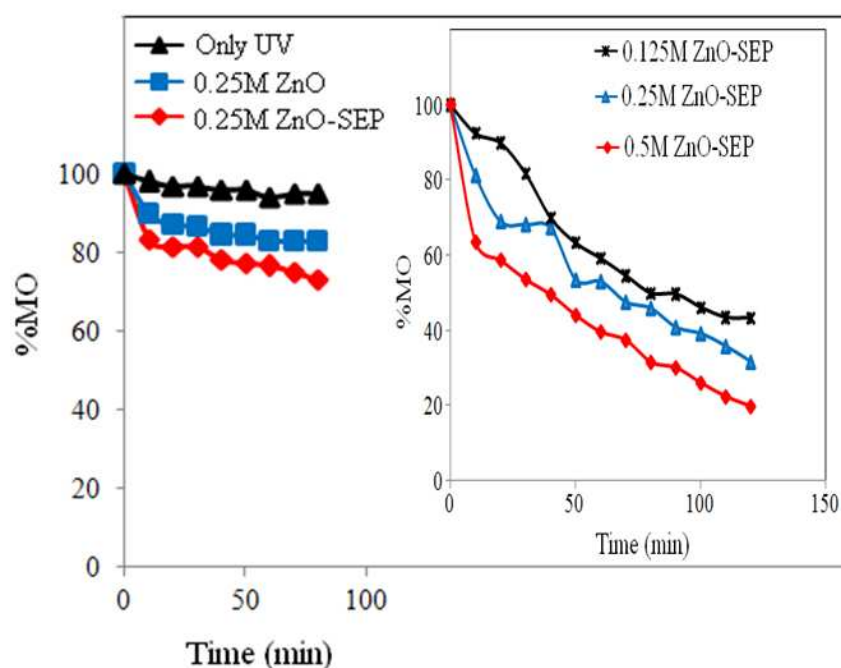 Only UV
0.25M ZnO
0.25M ZnO-SEP
100
80
60
40
20
0
%MO
0
50
100
Time (min)
0.125M ZnO-SEP
0.25M ZnO-SEP
0.5M ZnO-SEP
100
80
60
40
20
0
%MO
0
50
100
150
Time (min)